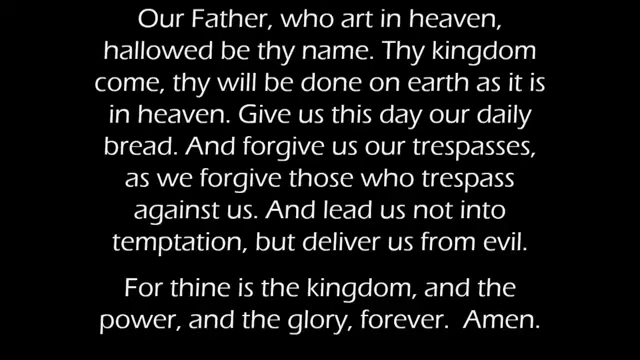 Our Father, who art in heaven,
hallowed be thy name. Thy kingdom
come, thy will be done on earth as it is
in heaven. Give us this day our daily
bread. And forgive us our trespasses,
as we forgive those who trespass
against us. And lead us not into
temptation, but deliver us from evil.
For thine is the kingdom, and the
power, and the glory, forever.  Amen.